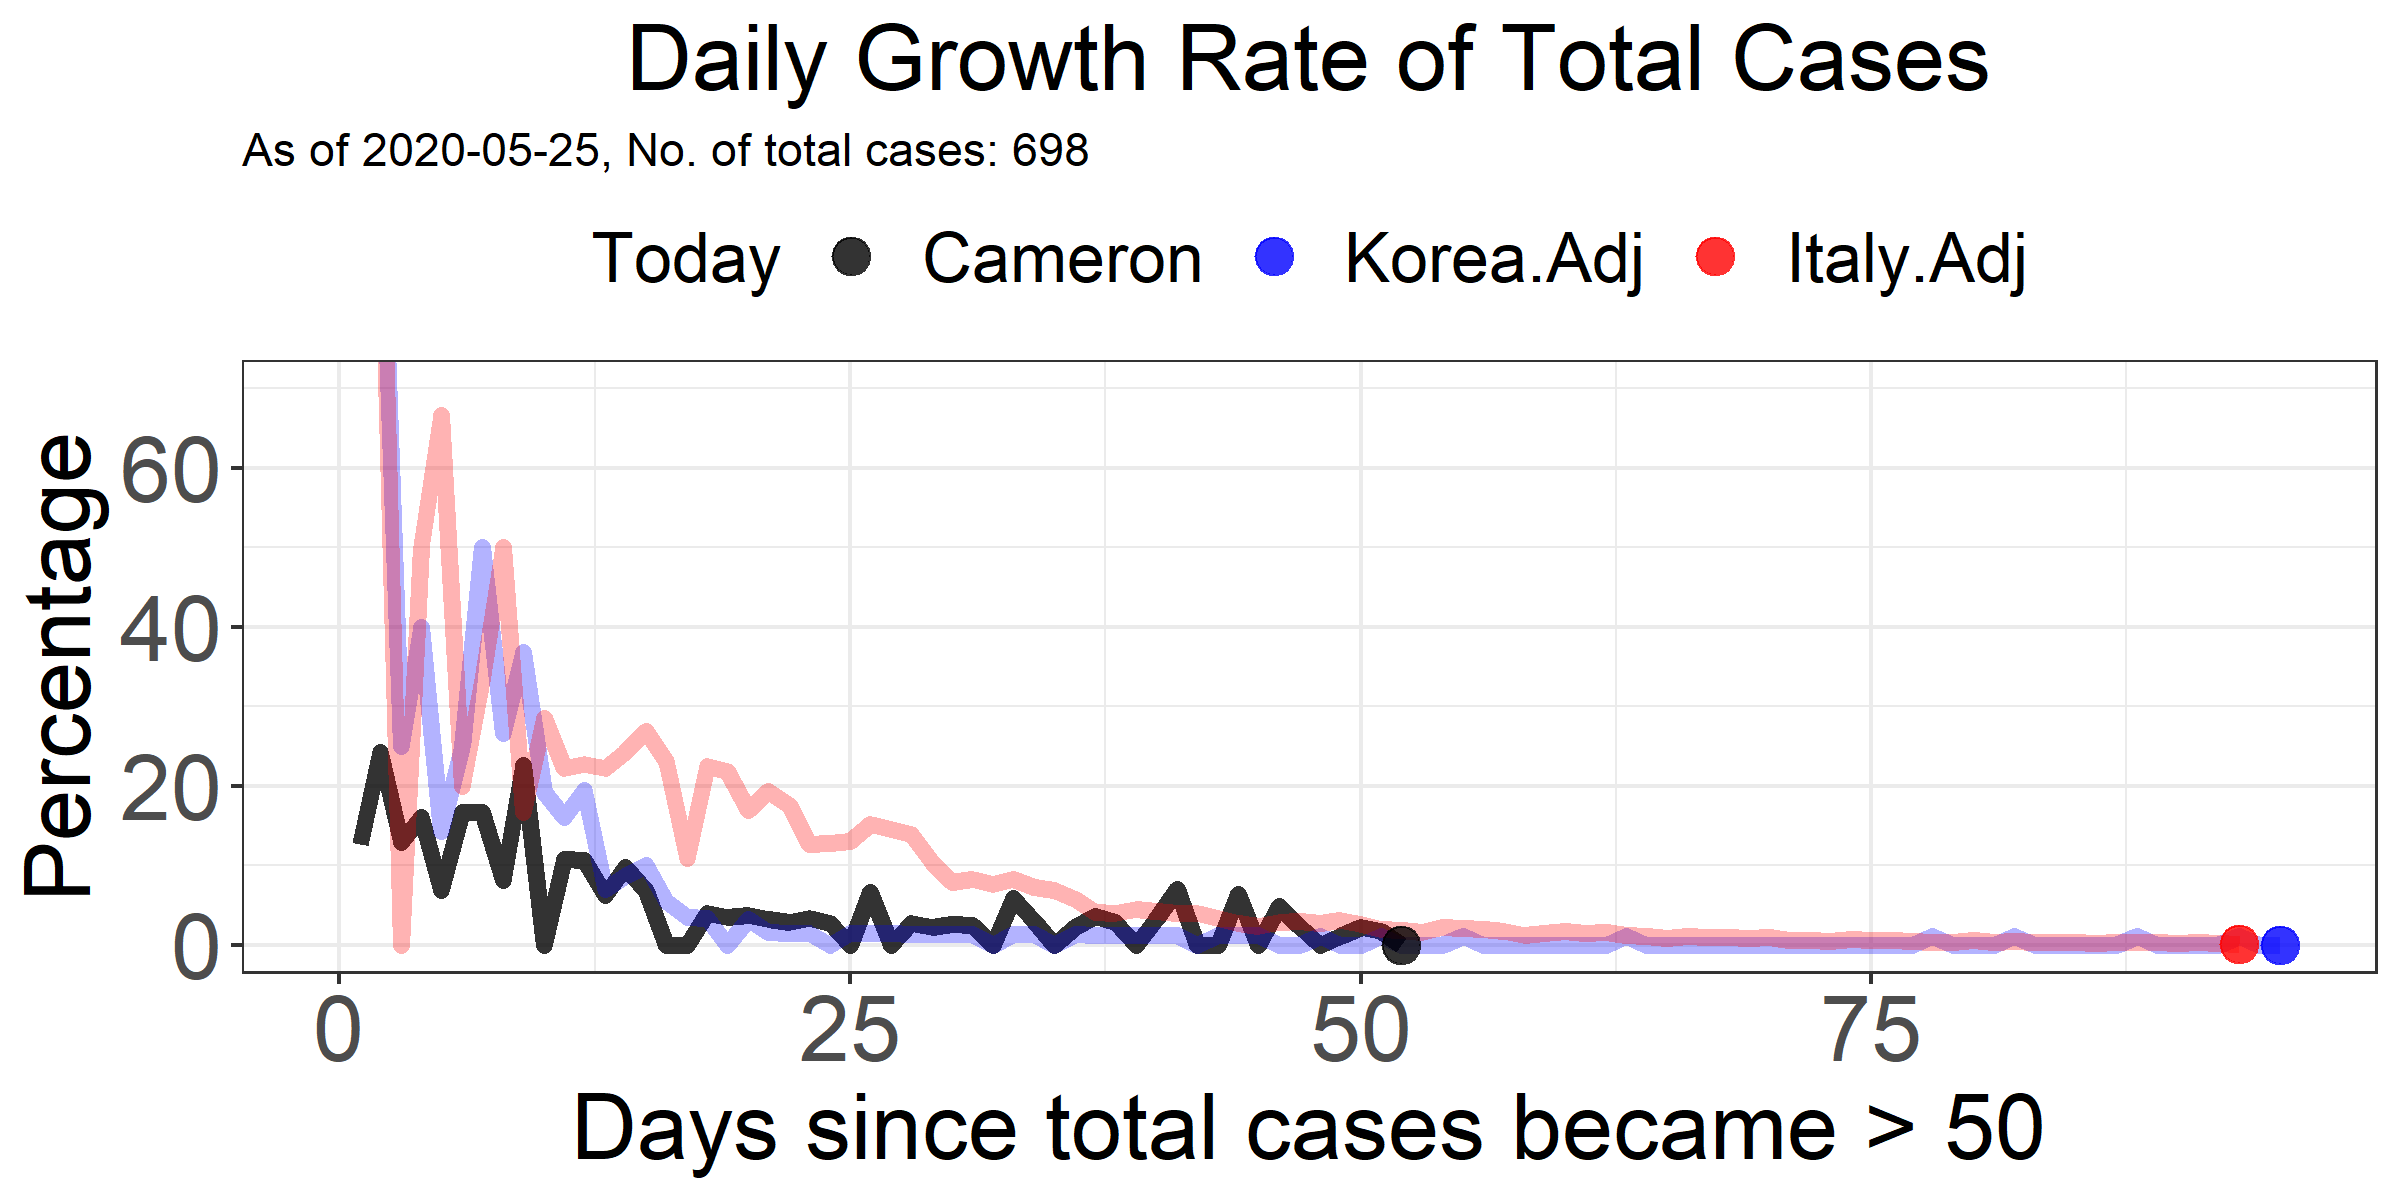 Daily Growth Rate of Total Cases
As of 2020-05-25, No. of total cases: 698
Today Cameron Korea.Adj Italy.Adj
Percentage
60
40
20
0
0 25 50 75
Days since total cases became > 50